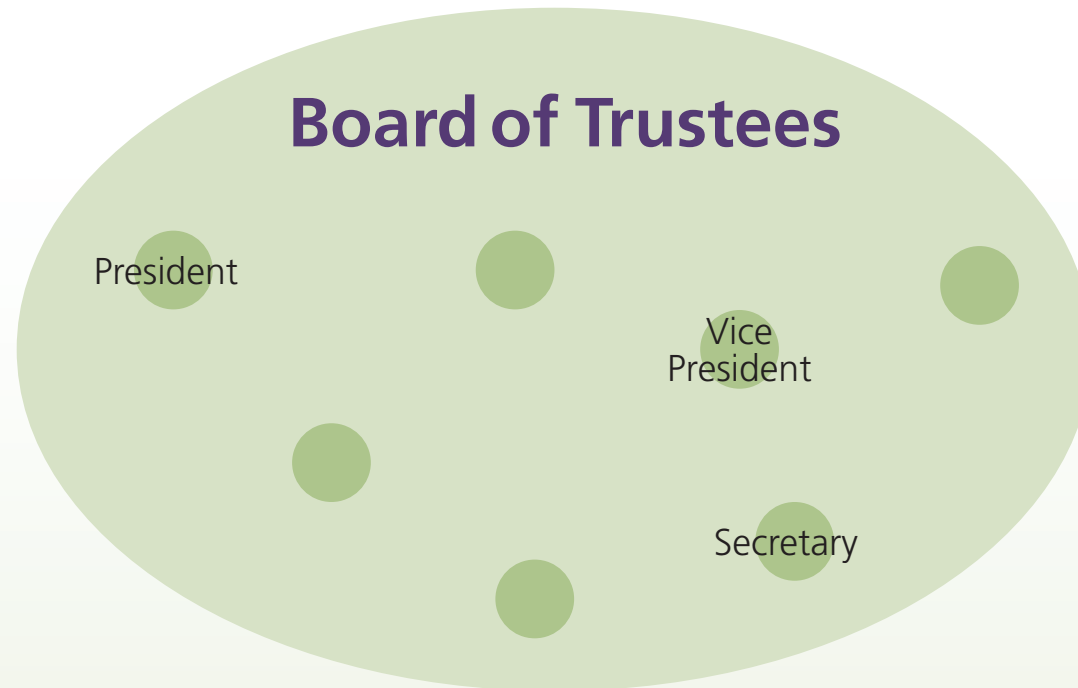 Board of Trustees
President
Vice
President
Secretary